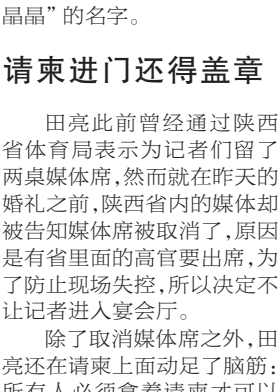 晶晶”的名字。
请柬进门还得盖章
田亮此前曾经通过陕西
省体育局表示为记者们留了
两桌媒体席,然而就在昨天的
婚礼之前,陕西省内的媒体却
被告知媒体席被取消了,原因
是有省里面的高官要出席,为
了防止现场失控,所以决定不
让记者进入宴会厅。
除了取消媒体席之外,田
亮还在请柬上面动足了脑筋;
所有人必须拿着请柬才可以